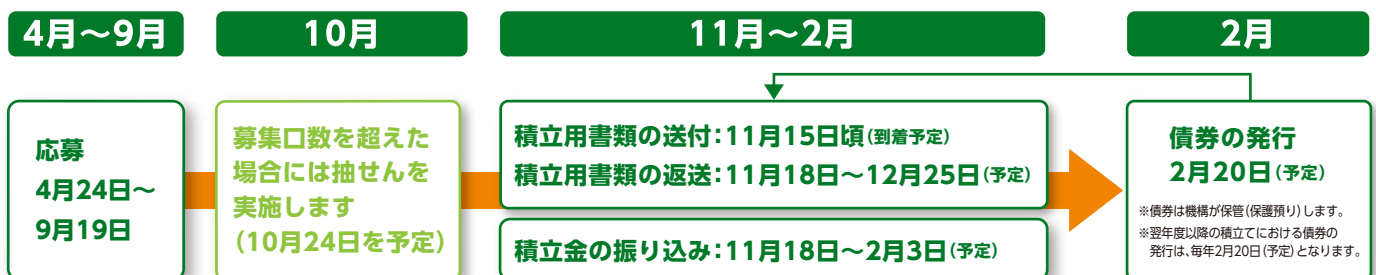 4月～9月
10月
11月～2月
2月
応募
4月24日～
9月19日
募集口数を超えた
場合には抽せんを
実施します
(10月24日を予定)
積立用書類の送付:11月15日頃(到着予定)
積立用書類の返送:11月18日～12月25日(予定)
積立金の振り込み:11月18日～2月3日(予定)
債券の発行
2月20日(予定)
※債券は機構が保管(保護預り)します。
※翌年度以降の積立てにおける債券の
発行は、毎年2月20日(予定)となります。